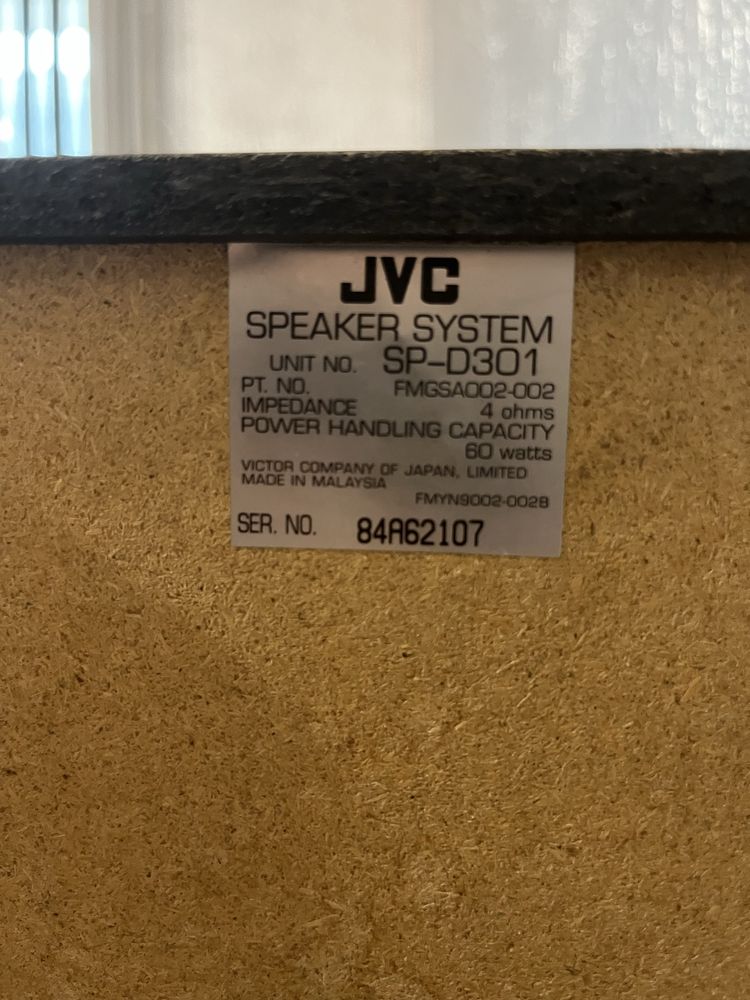 JVC
SPEAKER SYSTEM
UNIT NO. SP-D301
PT. NO. FMGSA002-002
IMPEDANCE 4 ohms
POWER HANDLING CAPACITY
60 watts
VICTOR COMPANY OF JAPAN, LIMITED
MADE IN MALAYSIA
FMYN9002-002B
SER. NO. 84A62107